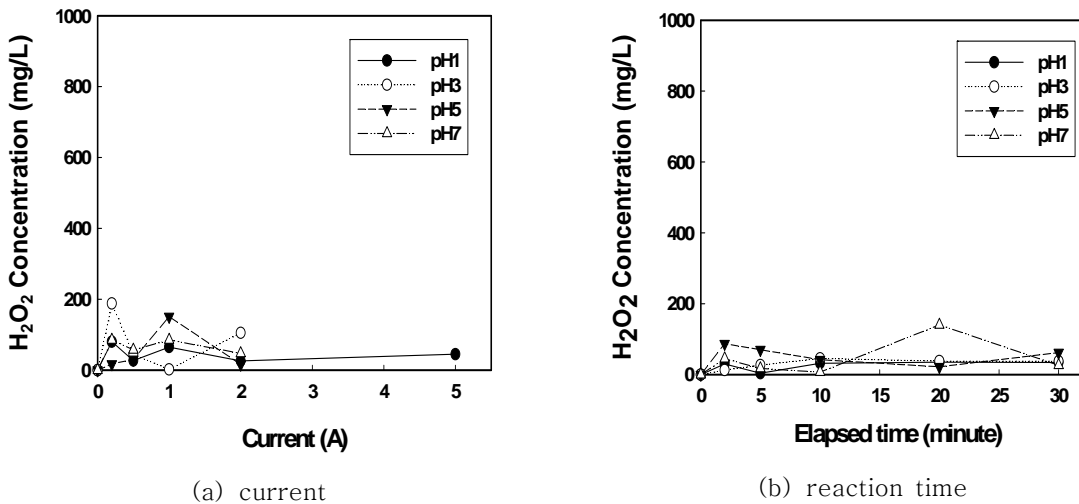 H2O2 Concentration (mg/L)
1000
800
600
400
200
0
pH1
pH3
pH5
pH7
0 1 2 3 4 5
Current (A)
(a) current
H2O2 Concentration (mg/L)
1000
800
600
400
200
0
pH1
pH3
pH5
pH7
0 5 10 15 20 25 30
Elapsed time (minute)
(b) reaction time